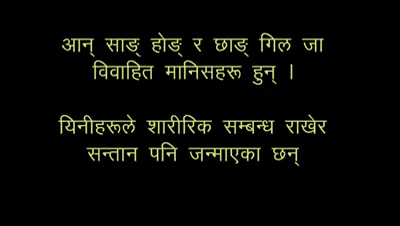 आन् साङ् होङ् र छाङ् गिल जा
विवाहित मानिसहरू हुन् ।
यिनीहरूले शारीरिक सम्बन्ध राखेर
सन्तान पनि जन्माएका छन्